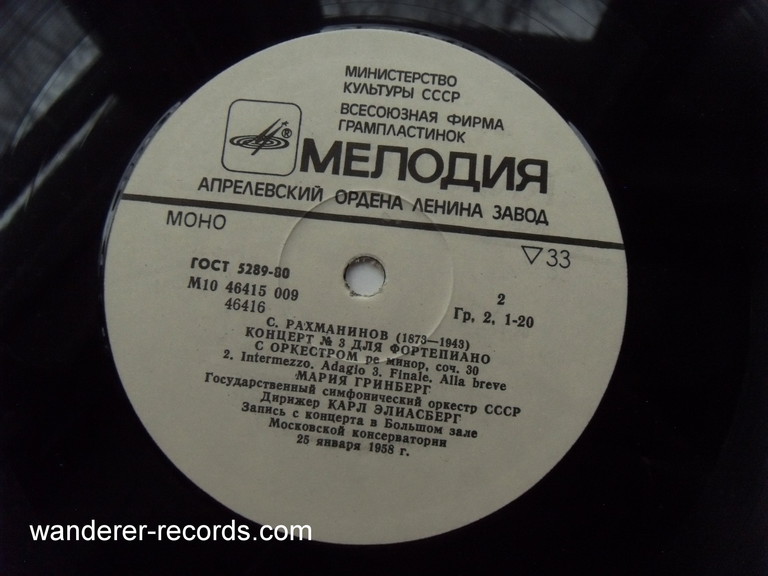 МИНИСТЕРСТВО
КУЛЬТУРЫ СССР
ВСЕСОЮЗНАЯ ФИРМА
ГРАМПЛАСТИНОК
®
МЕЛОДИЯ
АПРЕЛЕВСКИЙ ОРДЕНА ЛЕНИНА ЗАВОД
МОНО
▽33
ГОСТ 5289-80
М10 46415 009
46416
2
Гр. 2, 1-20
С. РАХМАНИНОВ (1873—1943)
КОНЦЕРТ № 3 ДЛЯ ФОРТЕПИАНО
С ОРКЕСТРОМ ре минор, соч. 30
2. Intermezzo. Adagio 3. Finale. Alla breve
МАРИЯ ГРИНБЕРГ
Государственный симфонический оркестр СССР
Дирижер КАРЛ ЭЛИАСБЕРГ
Запись с концерта в Большом зале
Московской консерватории
25 января 1958 г.
wanderer-records.com